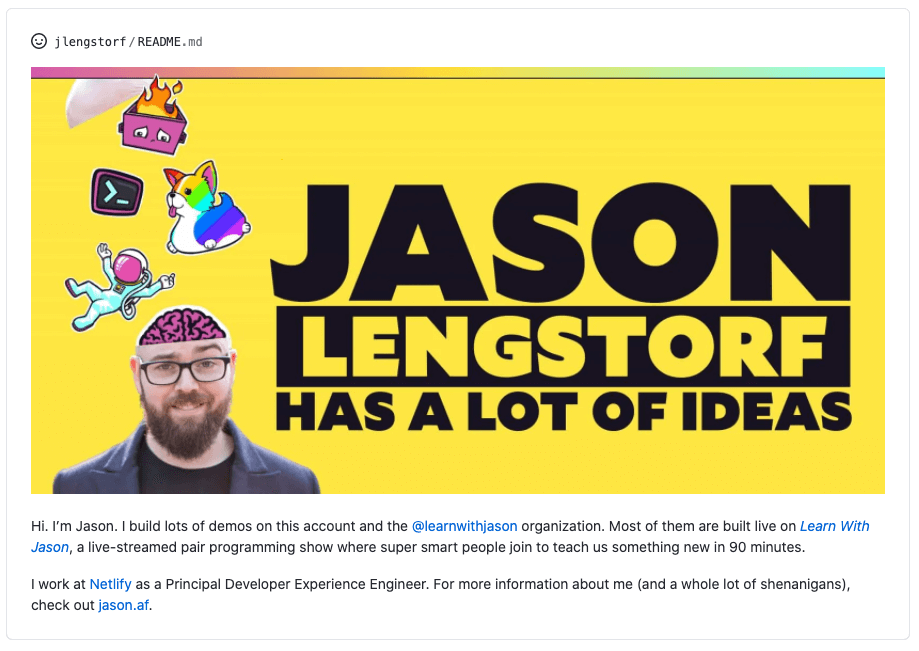 jlengstorf/README.md
JASON
LENGSTORF
HAS A LOT OF IDEAS
Hi. I’m Jason. I build lots of demos on this account and the @learnwithjason organization. Most of them are built live on Learn With
Jason, a live-streamed pair programming show where super smart people join to teach us something new in 90 minutes.
I work at Netlify as a Principal Developer Experience Engineer. For more information about me (and a whole lot of shenanigans),
check out jason.af.